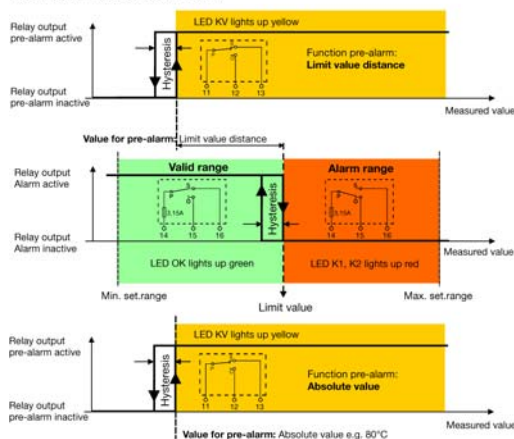 LED KV lights up yellow
Relay output
pre-alarm active
Hysteresis
Function pre-alarm:
Limit value distance
11 12 13
Relay output
pre-alarm inactive
Measured value
Value for pre-alarm: Limit value distance
Valid range
Alarm range
Relay output
Alarm active
Hysteresis
3,15A
3,15A
14 15 16
14 15 16
Relay output
Alarm inactive
Measured value
LED OK lights up green
LED K1, K2 lights up red
Min. set.range
Max. set.range
Limit value
LED KV lights up yellow
Relay output
pre-alarm active
Hysteresis
Function pre-alarm:
Absolute value
11 12 13
Relay output
pre-alarm inactive
Measured value
Value for pre-alarm: Absolute value e.g. 80°C